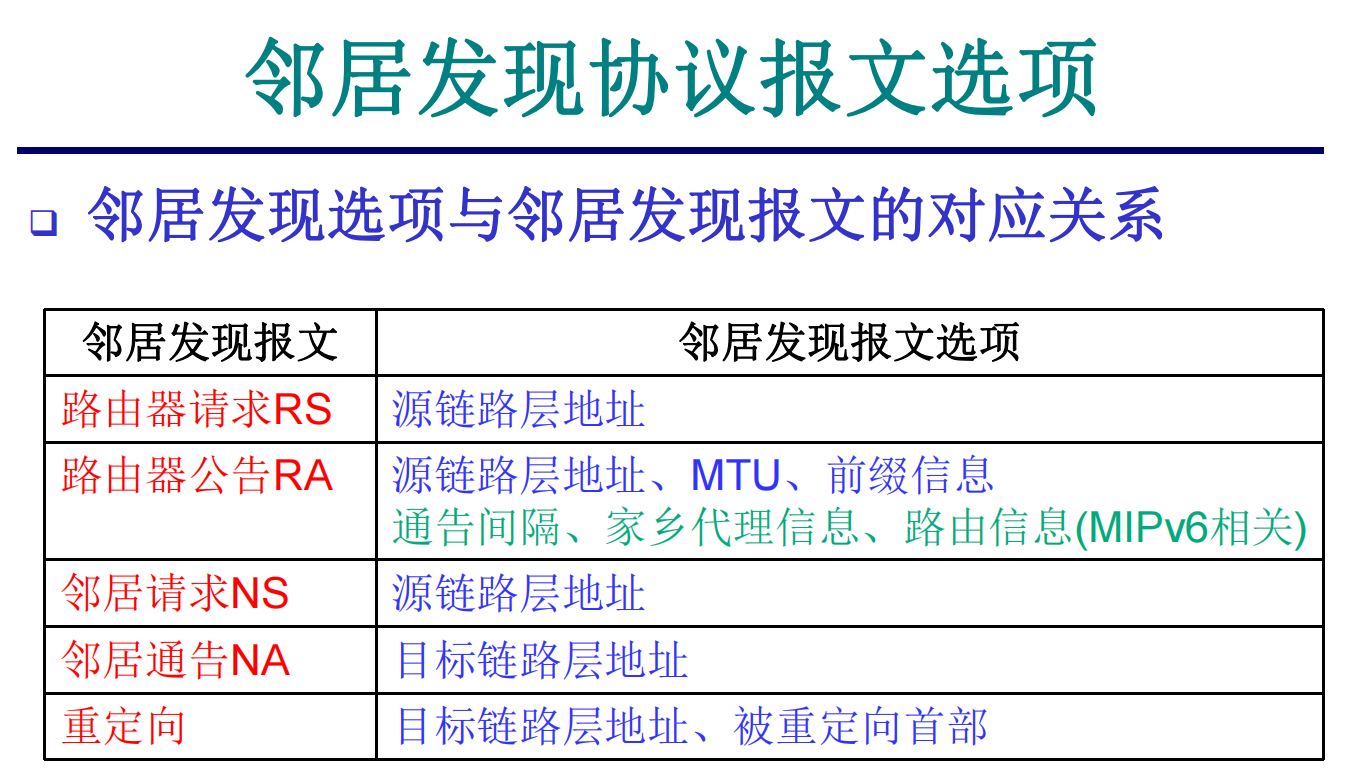 邻居发现协议报文选项
邻居发现选项与邻居发现报文的对应关系
邻居发现报文 邻居发现报文选项
路由器请求RS 源链路层地址
路由器公告RA 源链路层地址、MTU、前缀信息
通告间隔、家乡代理信息、路由信息(MIPv6相关)
邻居请求NS 源链路层地址
邻居通告NA 目标链路层地址
重定向 目标链路层地址、被重定向首部